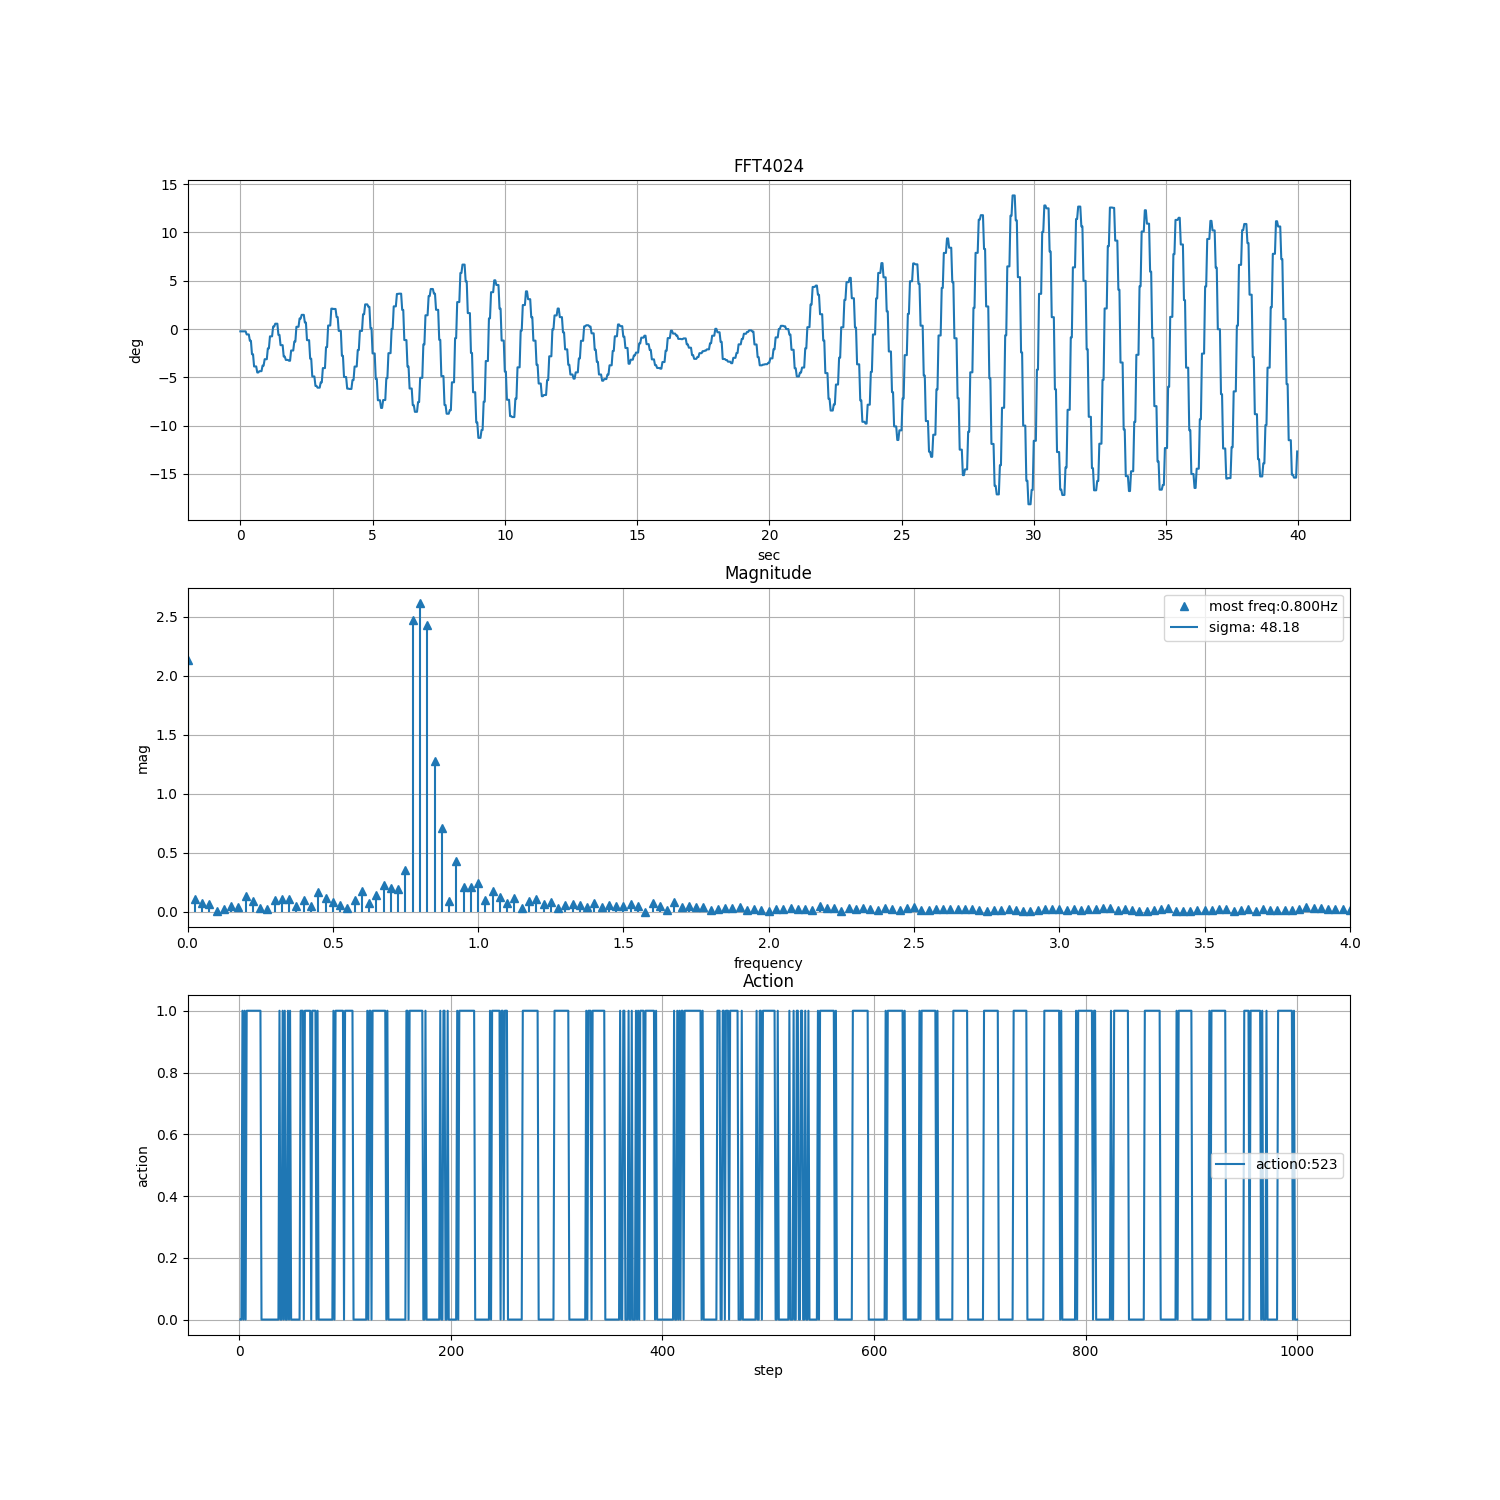 FFT4024
15
10
5
0
−5
−10
−15
deg
0 5 10 15 20 25 30 35 40
sec
Magnitude
2.5
2.0
1.5
1.0
0.5
0.0
mag
most freq:0.800Hz
sigma: 48.18
0.0 0.5 1.0 1.5 2.0 2.5 3.0 3.5 4.0
frequency
Action
1.0
0.8
0.6
0.4
0.2
0.0
action
action0:523
0 200 400 600 800 1000
step